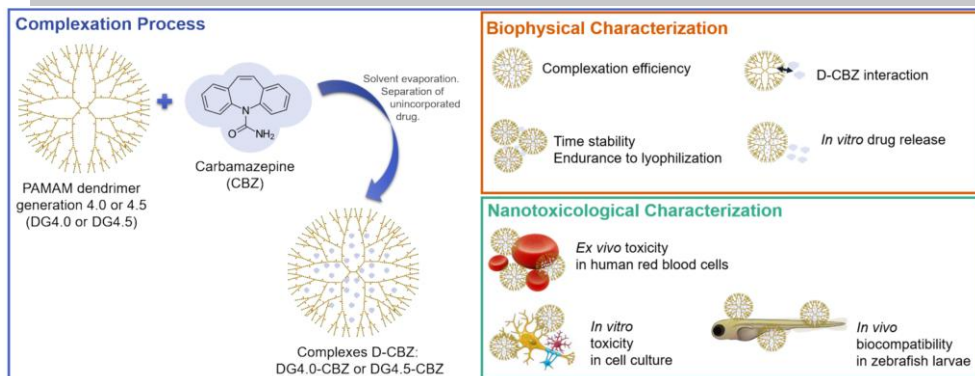 Complexation Process
PAMAM dendrimer
generation 4.0 or 4.5
(DG4.0 or DG4.5)
N
O
NH₂
Carbamazepine
(CBZ)
Solvent evaporation.
Separation of
unincorporated
drug.
Complexes D-CBZ:
DG4.0-CBZ or DG4.5-CBZ
Biophysical Characterization
Complexation efficiency
D-CBZ interaction
Time stability
Endurance to lyophilization
In vitro drug release
Nanotoxicological Characterization
Ex vivo toxicity
in human red blood cells
In vitro
toxicity
in cell culture
In vivo
biocompatibility
in zebrafish larvae